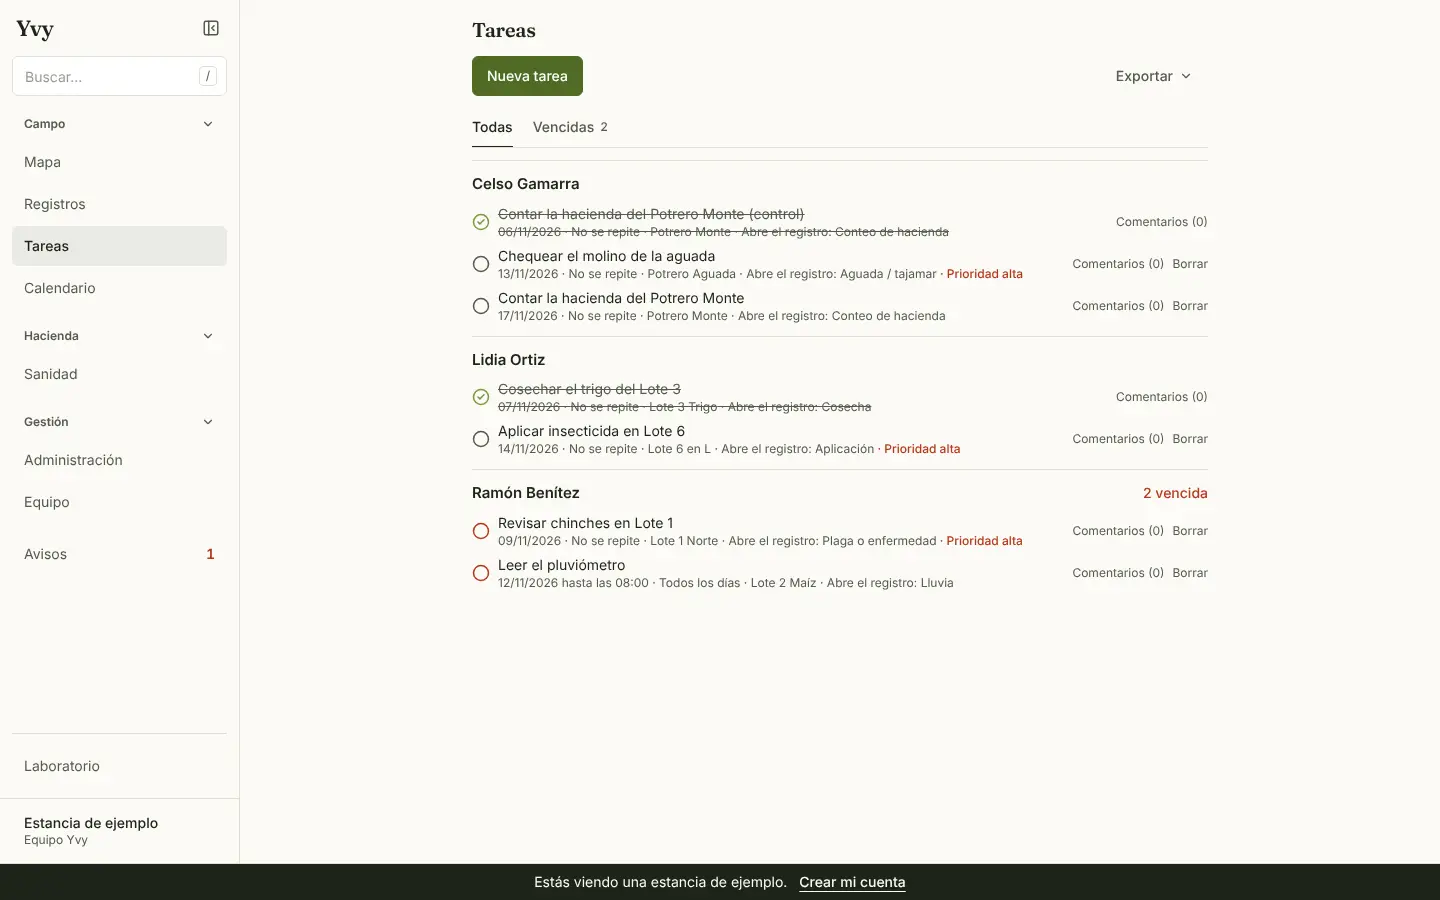 Yvy
Buscar... /
Campo
Mapa
Registros
Tareas
Calendario
Hacienda
Sanidad
Gestión
Administración
Equipo
Avisos 1
Laboratorio
Estancia de ejemplo
Equipo Yvy
Tareas
Nueva tarea
Exportar
Todas Vencidas 2
Celso Gamarra
Contar la hacienda del Potrero Monte (control)
06/11/2026 · No se repite · Potrero Monte · Abre el registro: Conteo de hacienda
Comentarios (0)
Chequear el molino de la aguada
13/11/2026 · No se repite · Potrero Aguada · Abre el registro: Aguada / tajamar · Prioridad alta
Comentarios (0) Borrar
Contar la hacienda del Potrero Monte
17/11/2026 · No se repite · Potrero Monte · Abre el registro: Conteo de hacienda
Comentarios (0) Borrar
Lidia Ortiz
Cosechar el trigo del Lote 3
07/11/2026 · No se repite · Lote 3 Trigo · Abre el registro: Cosecha
Comentarios (0)
Aplicar insecticida en Lote 6
14/11/2026 · No se repite · Lote 6 en L · Abre el registro: Aplicación · Prioridad alta
Comentarios (0) Borrar
Ramón Benítez
2 vencida
Revisar chinches en Lote 1
09/11/2026 · No se repite · Lote 1 Norte · Abre el registro: Plaga o enfermedad · Prioridad alta
Comentarios (0) Borrar
Leer el pluviómetro
12/11/2026 hasta las 08:00 · Todos los días · Lote 2 Maíz · Abre el registro: Lluvia
Comentarios (0) Borrar
Estás viendo una estancia de ejemplo. Crear mi cuenta